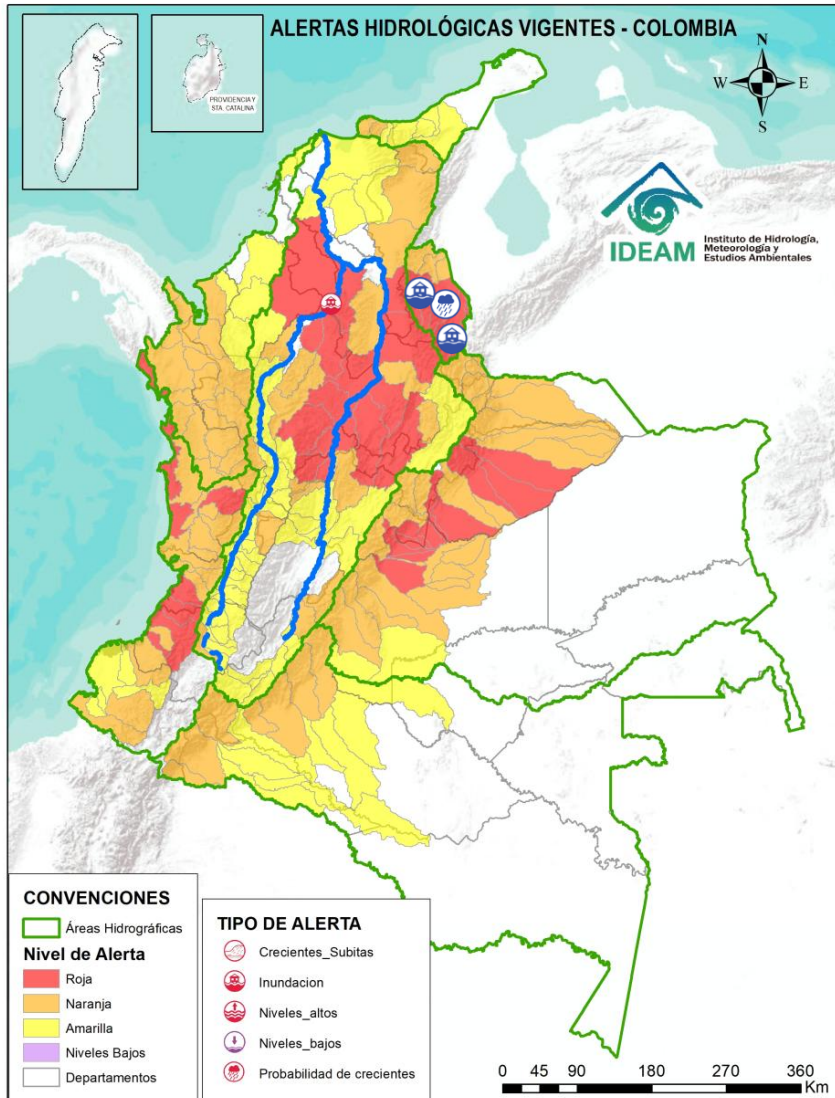 ALERTAS HIDROLÓGICAS VIGENTES - COLOMBIA
PROVIDENCIA Y
STA. CATALINA
N
W
E
S
IDEAM
Instituto de Hidrología,
Meteorología y
Estudios Ambientales
CONVENCIONES
Áreas Hidrográficas
Nivel de Alerta
Roja
Naranja
Amarilla
Niveles Bajos
Departamentos
TIPO DE ALERTA
Crecientes_Subitas
Inundacion
Niveles_altos
Niveles_bajos
Probabilidad de crecientes
0 45 90 180 270 360
Km